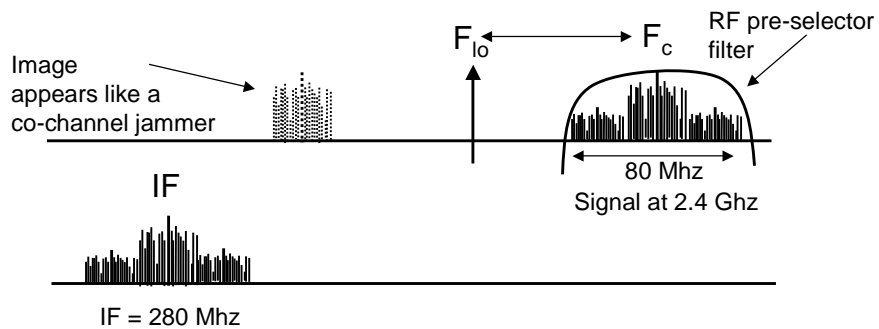 F_lo
F_c
RF pre-selector
filter
Image
appears like a
co-channel jammer
80 Mhz
Signal at 2.4 Ghz
IF
IF = 280 Mhz